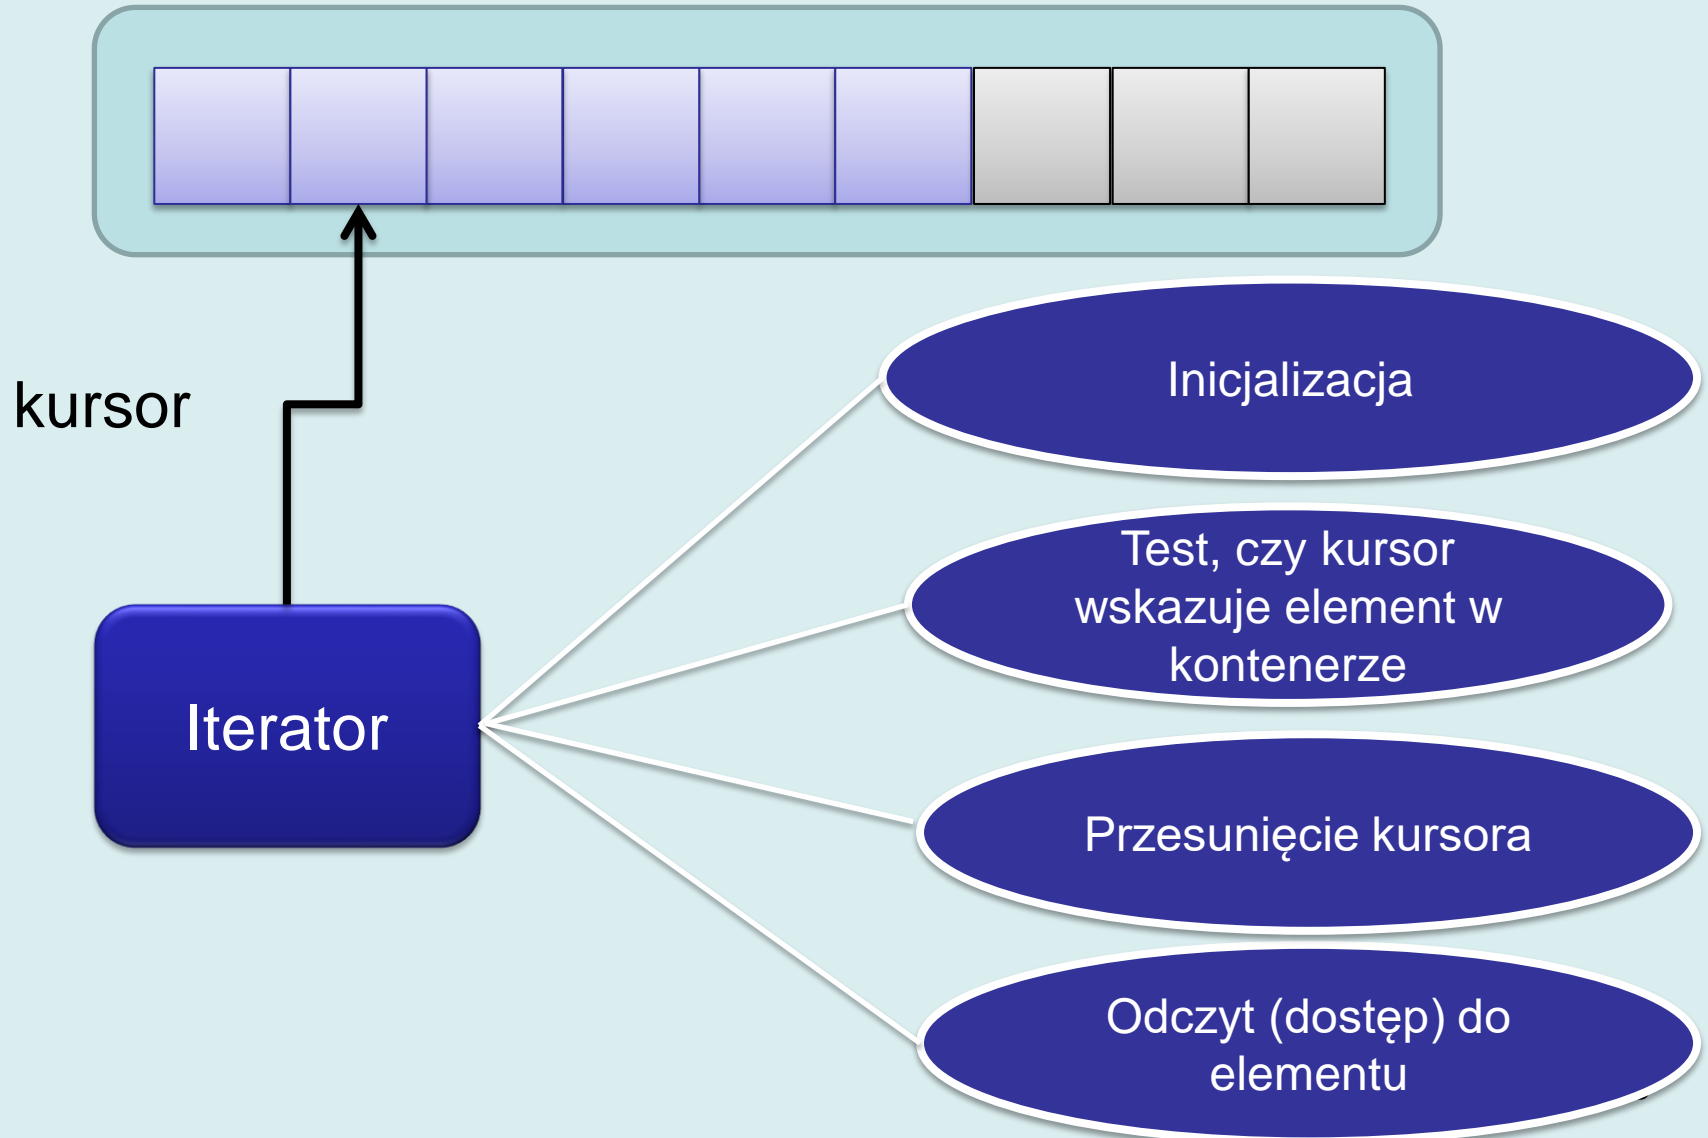 kursor
Iterator
Inicjalizacja
Test, czy kursor
wskazuje element w
kontenerze
Przesunięcie kursora
Odczyt (dostęp) do
elementu